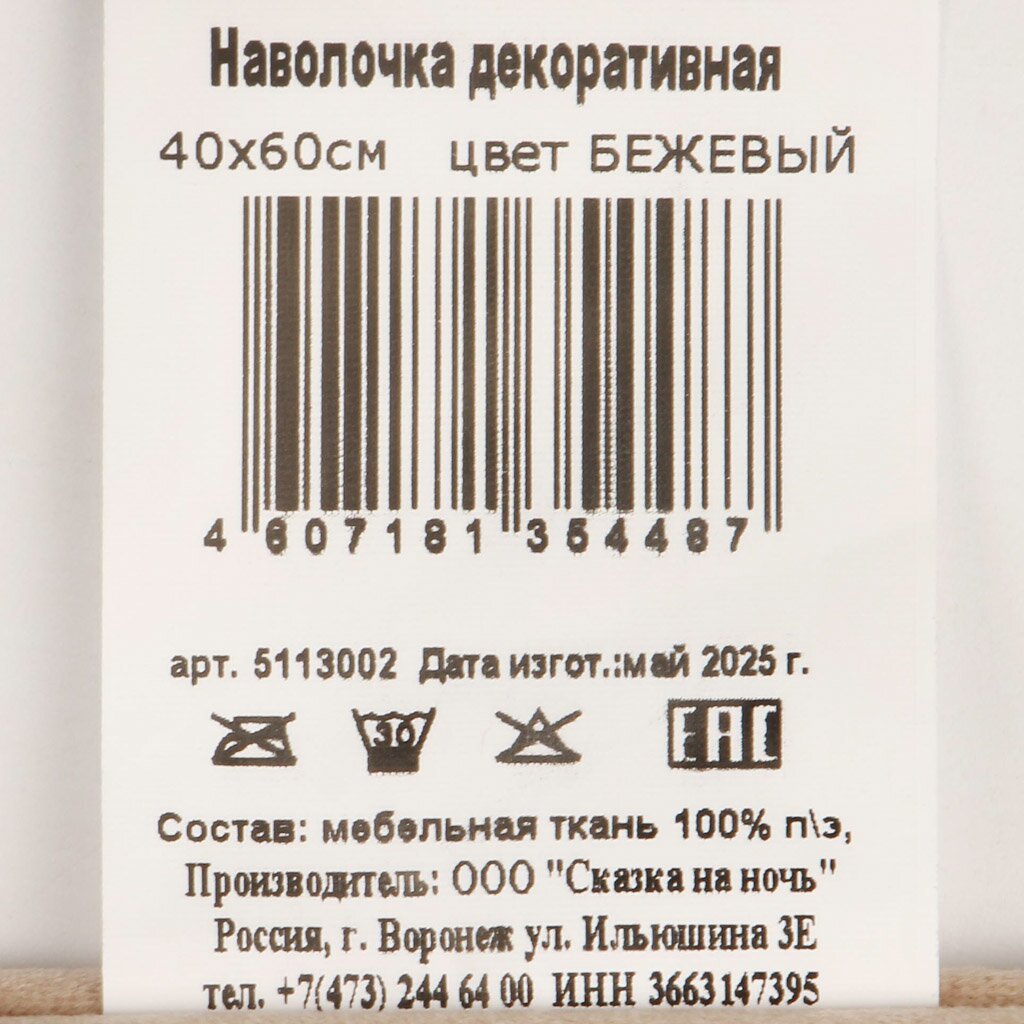 Наволочка декоративная
40x60см цвет БЕЖЕВЫЙ
4 607181 354487
арт. 5113002 Дата изгот.:май 2025 г.
30 EAC
Состав: мебельная ткань 100% п\э,
Производитель: ООО "Сказка на ночь"
Россия, г. Воронеж ул. Ильюшина 3Е
тел. +7(473) 244 64 00 ИНН 3663147395